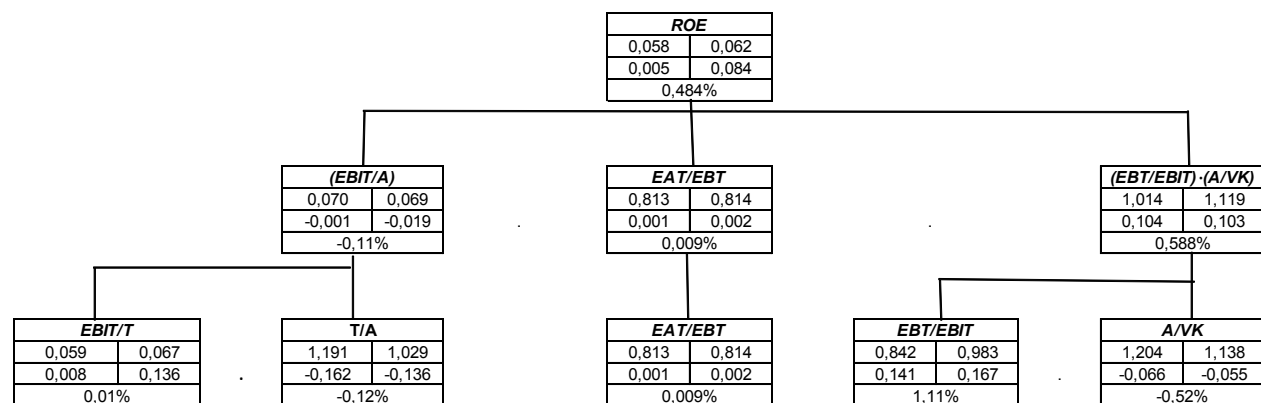 ROE
0,058 0,062
0,005 0,084
0,484%
(EBIT/A) EAT/EBT (EBT/EBIT)·(A/VK)
0,070 0,069 0,813 0,814 1,014 1,119
-0,001 -0,019 . 0,001 0,002 . 0,104 0,103
-0,11% 0,009% 0,588%
EBIT/T T/A EAT/EBT EBT/EBIT A/VK
0,059 0,067 1,191 1,029 0,813 0,814 0,842 0,983 1,204 1,138
0,008 0,136 . -0,162 -0,136 0,001 0,002 0,141 0,167 . -0,066 -0,055
0,01% -0,12% 0,009% 1,11% -0,52%